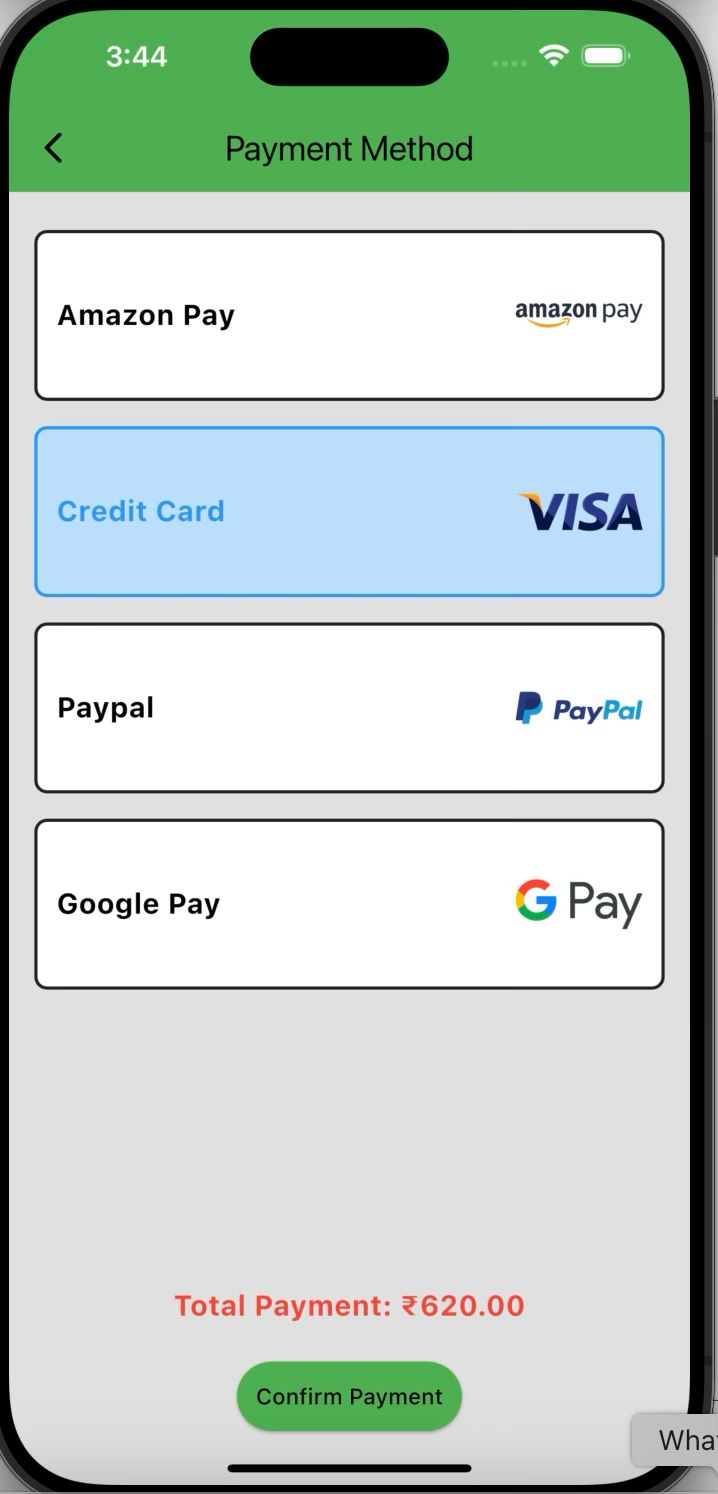 3:44
Payment Method
Amazon Pay
amazon pay
Credit Card
VISA
Paypal
PayPal
Google Pay
G Pay
Total Payment: ₹620.00
Confirm Payment